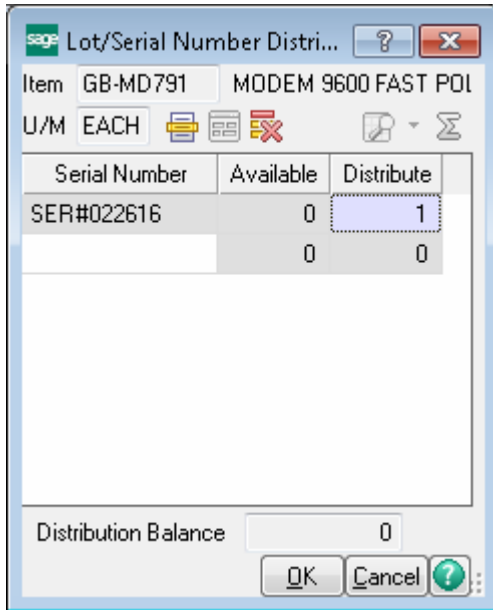 sage Lot/Serial Number Distri... ?
Item GB-MD791 MODEM 9600 FAST POL
U/M EACH Σ
Serial Number Available Distribute
SER#022616 0 1
0 0
Distribution Balance 0
OK Cancel ?